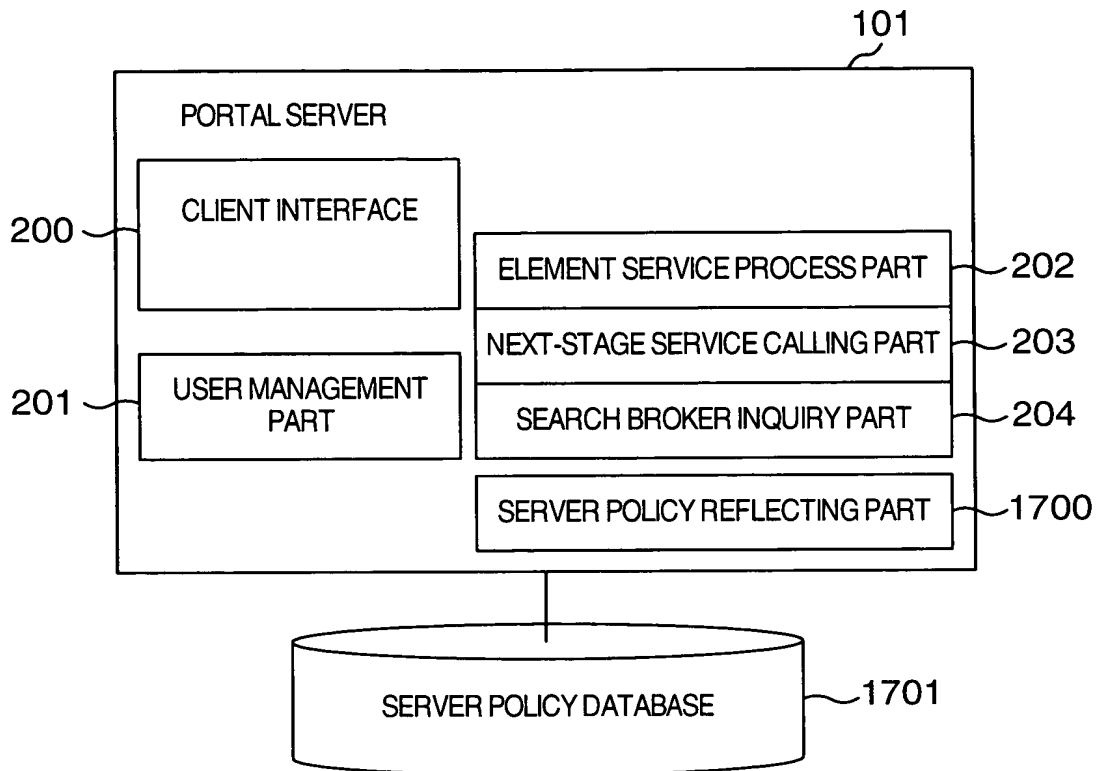 101
PORTAL SERVER
CLIENT INTERFACE
200
ELEMENT SERVICE PROCESS PART
202
NEXT-STAGE SERVICE CALLING PART
203
USER MANAGEMENT
PART
201
SEARCH BROKER INQUIRY PART
204
SERVER POLICY REFLECTING PART
1700
SERVER POLICY DATABASE
1701